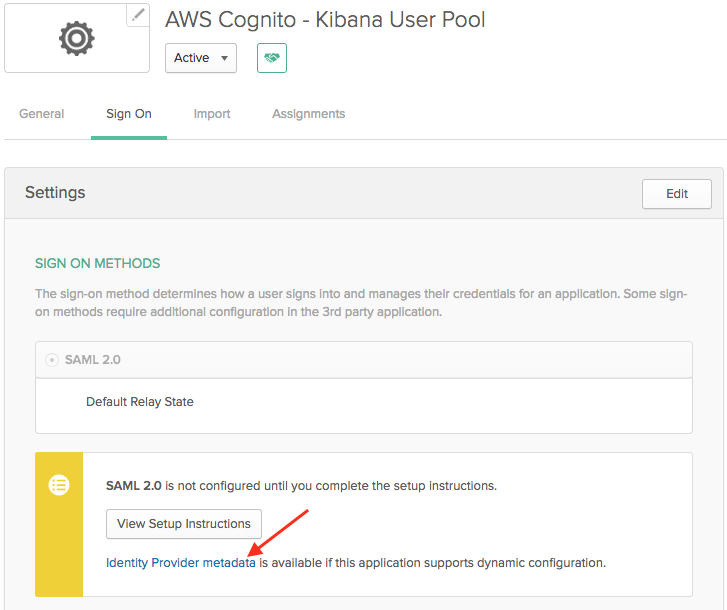 AWS Cognito - Kibana User Pool
Active
General
Sign On
Import
Assignments
Settings
Edit
SIGN ON METHODS
The sign-on method determines how a user signs into and manages their credentials for an application. Some sign-
on methods require additional configuration in the 3rd party application.
SAML 2.0
Default Relay State
SAML 2.0 is not configured until you complete the setup instructions.
View Setup Instructions
Identity Provider metadata is available if this application supports dynamic configuration.